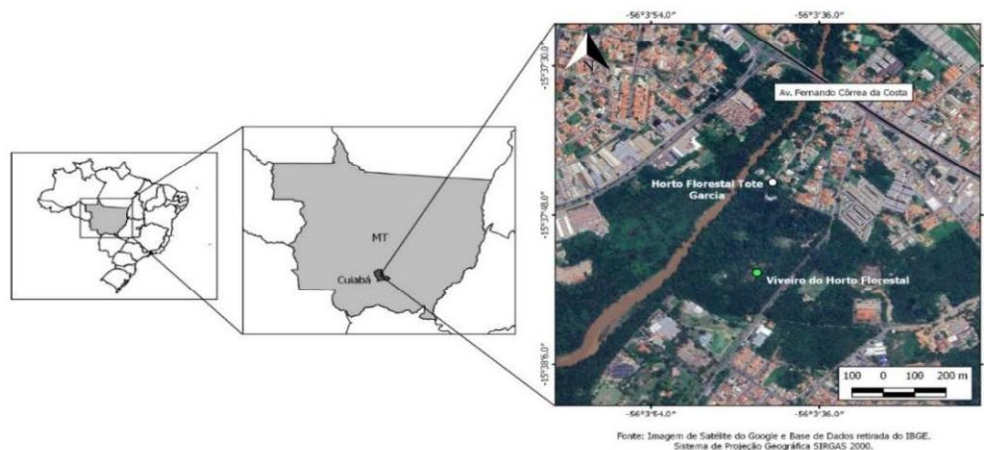 -56°3'54.0"
-56°3'36.0"
-15°37'30.0"
N
Av. Fernando Côrrea da Costa
Horto Florestal Tote
Garcia
-15°37'48.0"
MT
Cuiabá
Viveiro do Horto Florestal
-15°38'6.0"
100 0 100 200 m
-56°3'54.0"
-56°3'36.0"
Fonte: Imagem de Satélite do Google e Base de Dados retirada do IBGE.
Sistema de Projeção Geográfica SIRGAS 2000.